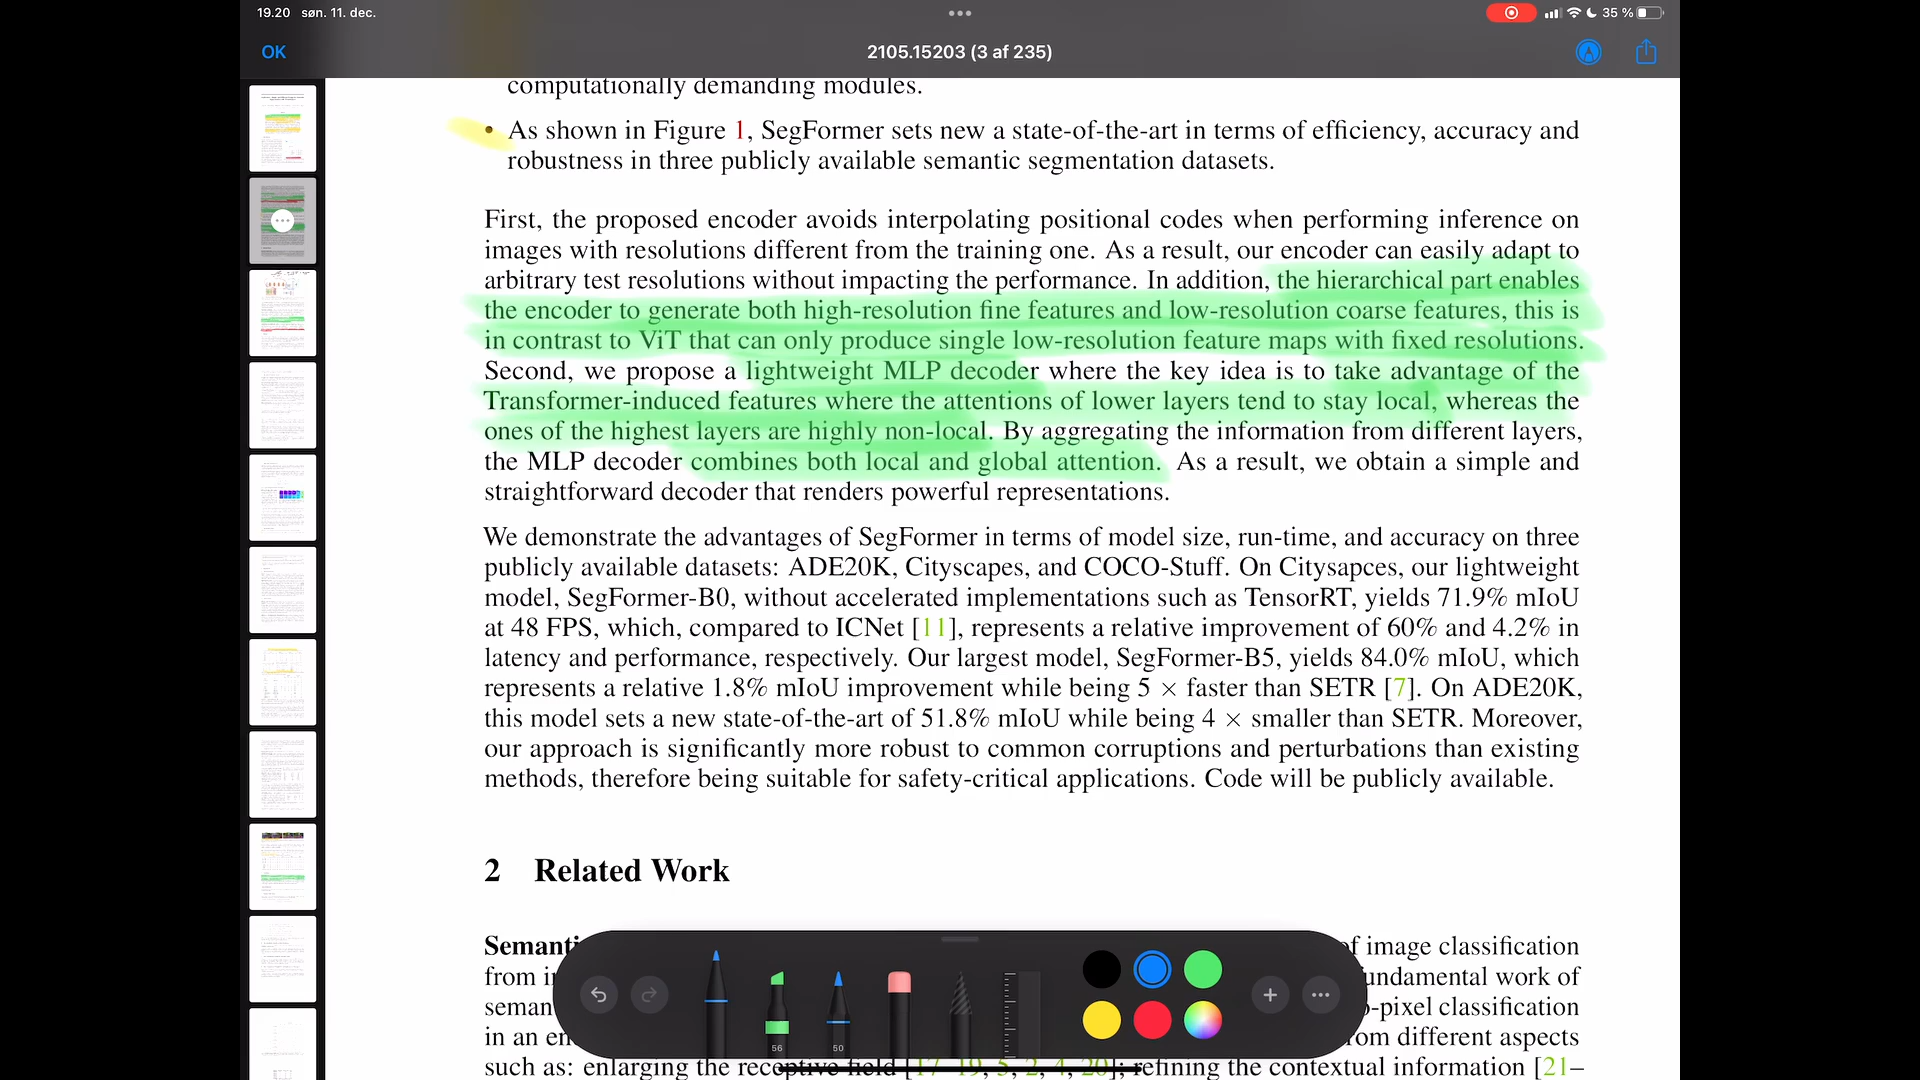 19.20 søn. 11. dec.
35 %
OK
2105.15203 (3 af 235)
computationally demanding modules.
• As shown in Figure 1, SegFormer sets new a state-of-the-art in terms of efficiency, accuracy and
robustness in three publicly available semantic segmentation datasets.
First, the proposed encoder avoids interpolating positional codes when performing inference on
images with resolutions different from the training one. As a result, our encoder can easily adapt to
arbitrary test resolutions without impacting the performance. In addition, the hierarchical part enables
the encoder to generate both high-resolution fine features and low-resolution coarse features, this is
in contrast to ViT that can only produce single low-resolution feature maps with fixed resolutions.
Second, we propose a lightweight MLP decoder where the key idea is to take advantage of the
Transformer-induced features where the attentions of lower layers tend to stay local, whereas the
ones of the highest layers are highly non-local. By aggregating the information from different layers,
the MLP decoder combines both local and global attention. As a result, we obtain a simple and
straightforward decoder that renders powerful representations.
We demonstrate the advantages of SegFormer in terms of model size, run-time, and accuracy on three
publicly available datasets: ADE20K, Cityscapes, and COCO-Stuff. On Citysapces, our lightweight
model, SegFormer-B0, without accelerated implementations such as TensorRT, yields 71.9% mIoU
at 48 FPS, which, compared to ICNet [11], represents a relative improvement of 60% and 4.2% in
latency and performance, respectively. Our largest model, SegFormer-B5, yields 84.0% mIoU, which
represents a relative 1.8% mIoU improvement while being 5 × faster than SETR [7]. On ADE20K,
this model sets a new state-of-the-art of 51.8% mIoU while being 4 × smaller than SETR. Moreover,
our approach is significantly more robust to common corruptions and perturbations than existing
methods, therefore being suitable for safety-critical applications. Code will be publicly available.
2 Related Work
Semanti f image classification
from i undamental work of
seman -pixel classification
in an en rom different aspects
such as: enlarging the receptive field [17, 19, 5, 2, 4, 20]; refining the contextual information [21–
56
50